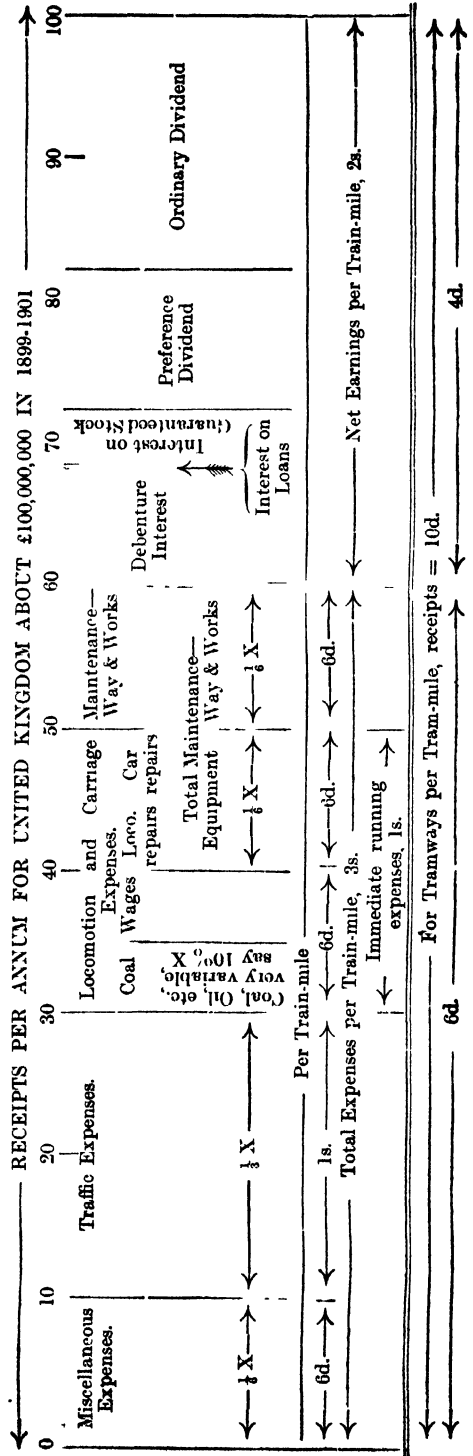 RECEIPTS PER ANNUM FOR UNITED KINGDOM ABOUT £100,000,000 IN 1899-1901
0 10 20 30 40 50 60 70 80 90 100
Miscellaneous
Expenses.
Traffic Expenses.
Locomotion and Carriage
Expenses.
Coal Wages Loco. Car
repairs repairs
Coal, Oil, etc.,
very variable,
say 10% X
Maintenance—
Way & Works
Total Maintenance—
Equipment Way & Works
Debenture
Interest
Interest on
Guaranteed Stock
Interest on
Loans
Preference
Dividend
Ordinary Dividend
1/6 X 1/3 X 1/6 X 1/6 X
Per Train-mile
6d. 1s. 6d. 6d. 6d.
Total Expenses per Train-mile, 3s.
Net Earnings per Train-mile, 2s.
Immediate running
expenses, 1s.
For Tramways per Tram-mile, receipts = 10d.
6d. 4d.